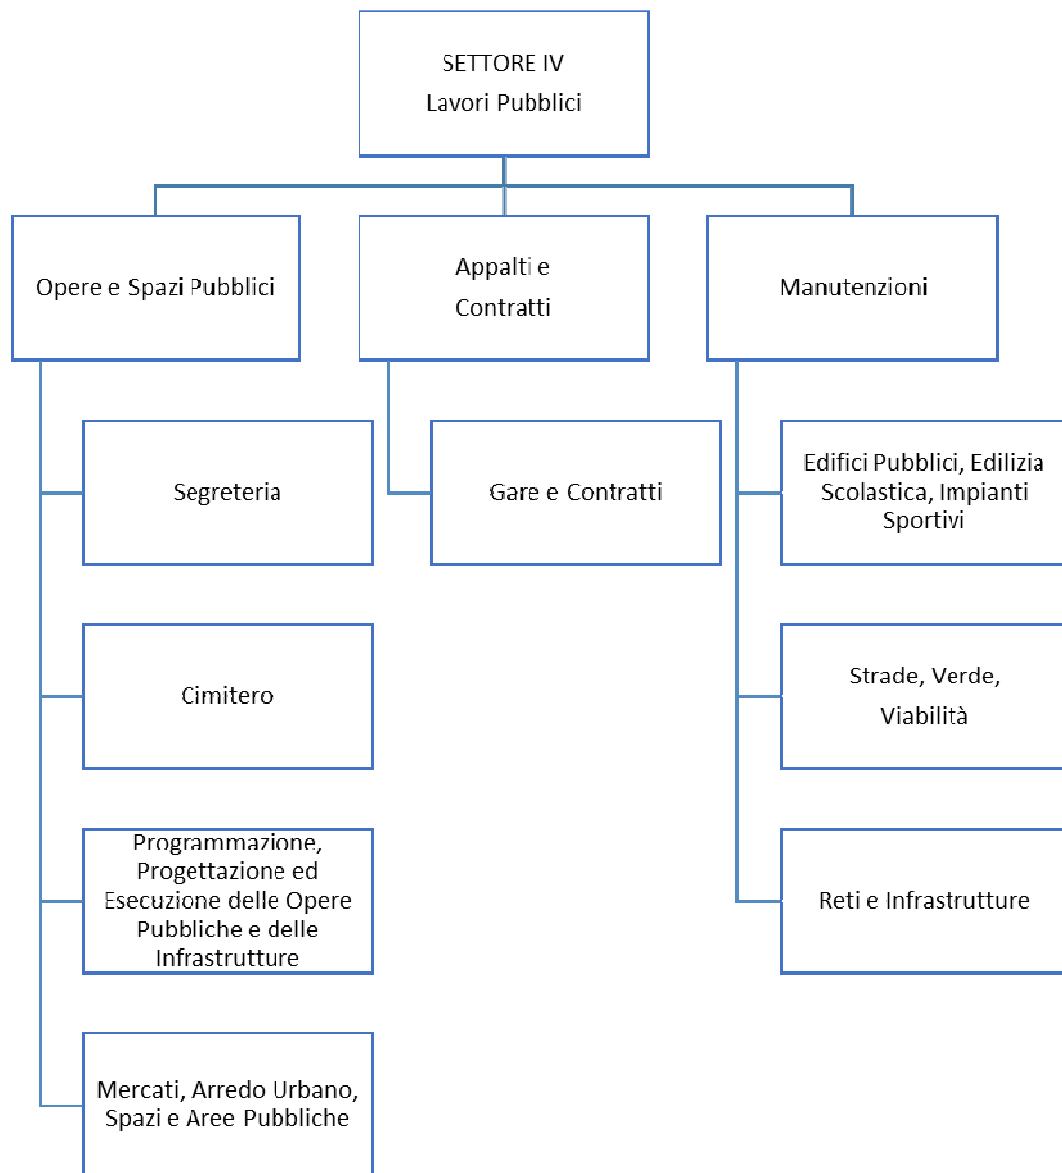 SETTORE IV
Lavori Pubblici
Opere e Spazi Pubblici
Appalti e
Contratti
Manutenzioni
Segreteria
Gare e Contratti
Edifici Pubblici, Edilizia
Scolastica, Impianti
Sportivi
Cimitero
Strade, Verde,
Viabilità
Programmazione,
Progettazione ed
Esecuzione delle Opere
Pubbliche e delle
Infrastrutture
Reti e Infrastrutture
Mercati, Arredo Urbano,
Spazi e Aree Pubbliche